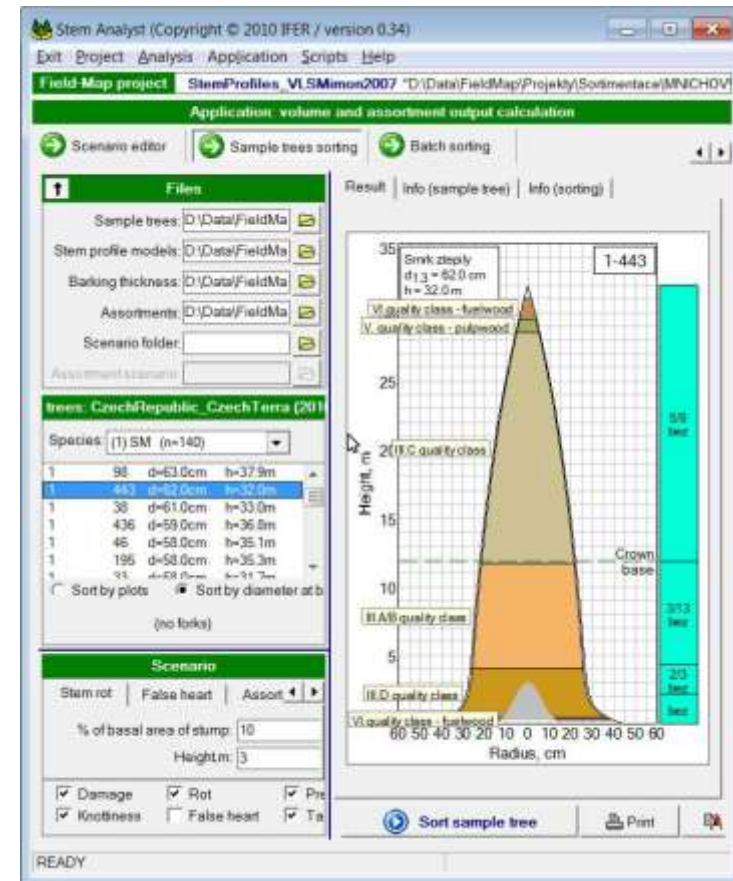 Stem Analyst (Copyright © 2010 IFER / version 0.34)
Exit Project Analysis Application Scripts Help
Field-Map project StemProfiles_VLSMimon2007 "D:\Data\FieldMap\Projekty\Sortimentace\MNICHOV
Application: volume and assortment output calculation
Scenario editor Sample trees sorting Batch sorting
Files
Sample trees: D:\Data\FieldMa
Stem profile models: D:\Data\FieldMa
Barking thickness: D:\Data\FieldMa
Assortments: D:\Data\FieldMa
Scenario folder:
Assortment scenario:
trees: CzechRepublic_CzechTerra (201
Species: (1) SM (n=140)
1 98 d=63.0cm h=37.9m
1 443 d=62.0cm h=32.0m
1 38 d=61.0cm h=33.0m
1 436 d=59.0cm h=36.8m
1 46 d=58.0cm h=35.1m
1 195 d=58.0cm h=35.3m
1 33 d=58.0cm h=31.7m
Sort by plots Sort by diameter at b
(no forks)
Scenario
Stem rot False heart Assort
% of basal area of stump: 10
Height,m: 3
Damage Rot Pre
Knottiness False heart Ta
Result Info (sample tree) Info (sorting)
35
Smrk ztepilý
d1.3 = 62.0 cm
h = 32.0 m
1-443
VI.quality class - fuelwood
V. quality class - pulpwood
25
20
III.C quality class
Height, m
15
Crown
base
10
III.A/B quality class
5
III.D quality class
VI.quality class - fuelwood
60 50 40 30 20 10 0 10 20 30 40 50 60
Radius, cm
3/13
2/3
Sort sample tree Print
READY